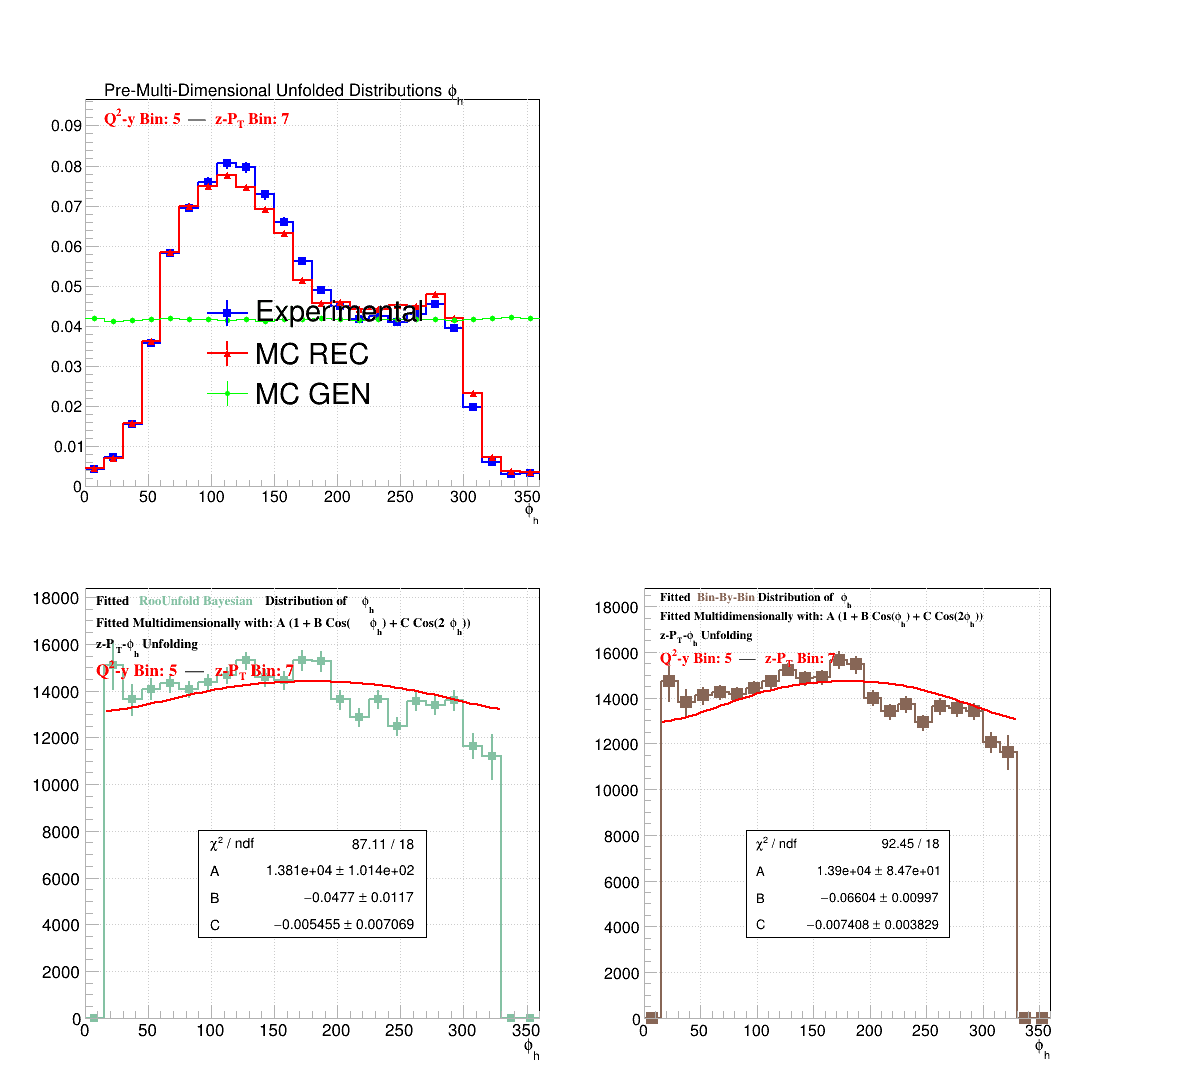 Pre-Multi-Dimensional Unfolded Distributions ϕh
Q²-y Bin: 5 — z-PT Bin: 7
0.09
0.08
0.07
0.06
0.05
0.04
0.03
0.02
0.01
0
Experimental
MC REC
MC GEN
0 50 100 150 200 250 300 350
ϕh
Fitted RooUnfold Bayesian Distribution of ϕh
Fitted Multidimensionally with: A (1 + B Cos(ϕh) + C Cos(2 ϕh))
z-PT-ϕh Unfolding
Q²-y Bin: 5 — z-PT Bin: 7
18000
16000
14000
12000
10000
8000
6000
4000
2000
0
χ² / ndf 87.11 / 18
A 1.381e+04 ± 1.014e+02
B −0.0477 ± 0.0117
C −0.005455 ± 0.007069
0 50 100 150 200 250 300 350
ϕh
Fitted Bin-By-Bin Distribution of ϕh
Fitted Multidimensionally with: A (1 + B Cos(ϕh) + C Cos(2ϕh))
z-PT-ϕh Unfolding
Q²-y Bin: 5 — z-PT Bin: 7
18000
16000
14000
12000
10000
8000
6000
4000
2000
0
χ² / ndf 92.45 / 18
A 1.39e+04 ± 8.47e+01
B −0.06604 ± 0.00997
C −0.007408 ± 0.003829
0 50 100 150 200 250 300 350
ϕh